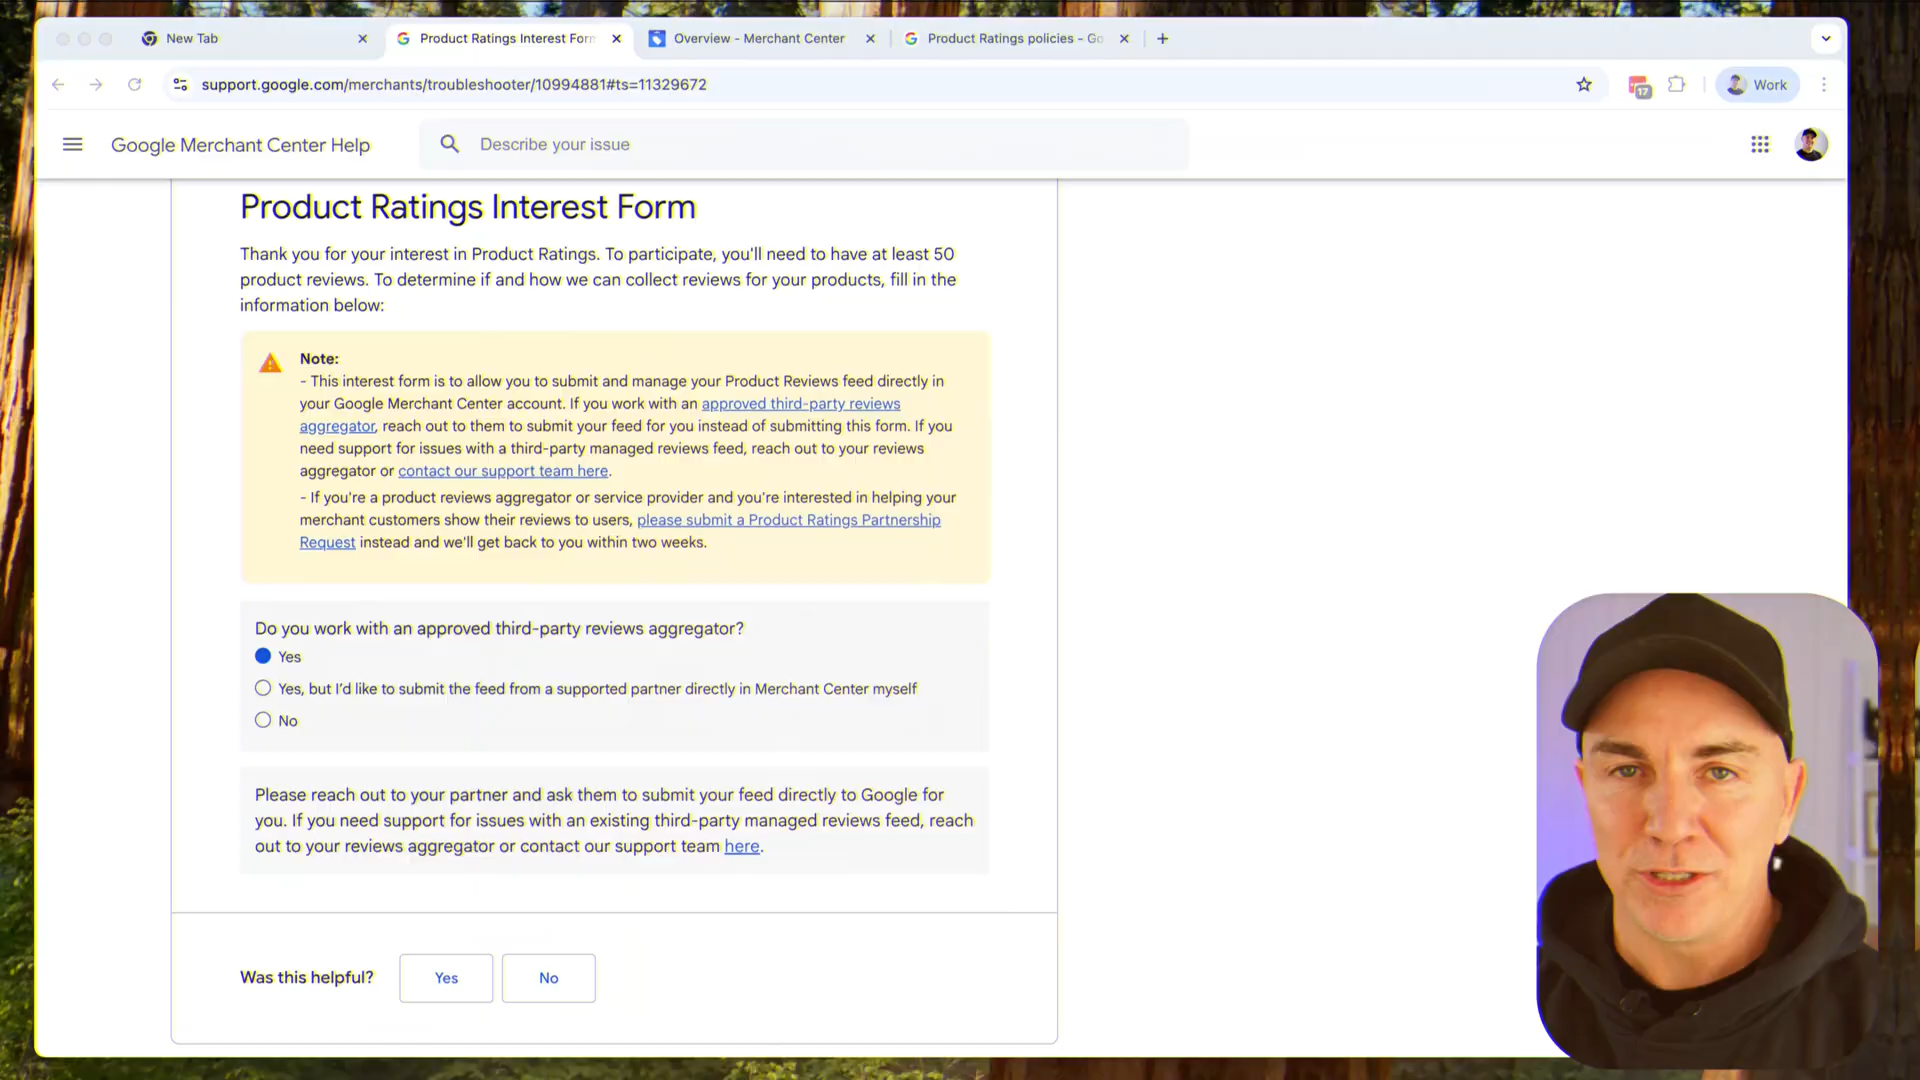 New Tab
Product Ratings Interest Forr
Overview - Merchant Center
Product Ratings policies - Go
support.google.com/merchants/troubleshooter/10994881#ts=11329672
17
Work
Google Merchant Center Help
Describe your issue
Product Ratings Interest Form
Thank you for your interest in Product Ratings. To participate, you'll need to have at least 50
product reviews. To determine if and how we can collect reviews for your products, fill in the
information below:
Note:
- This interest form is to allow you to submit and manage your Product Reviews feed directly in
your Google Merchant Center account. If you work with an approved third-party reviews
aggregator, reach out to them to submit your feed for you instead of submitting this form. If you
need support for issues with a third-party managed reviews feed, reach out to your reviews
aggregator or contact our support team here.
- If you're a product reviews aggregator or service provider and you're interested in helping your
merchant customers show their reviews to users, please submit a Product Ratings Partnership
Request instead and we'll get back to you within two weeks.
Do you work with an approved third-party reviews aggregator?
Yes
Yes, but I'd like to submit the feed from a supported partner directly in Merchant Center myself
No
Please reach out to your partner and ask them to submit your feed directly to Google for
you. If you need support for issues with an existing third-party managed reviews feed, reach
out to your reviews aggregator or contact our support team here.
Was this helpful?
Yes
No